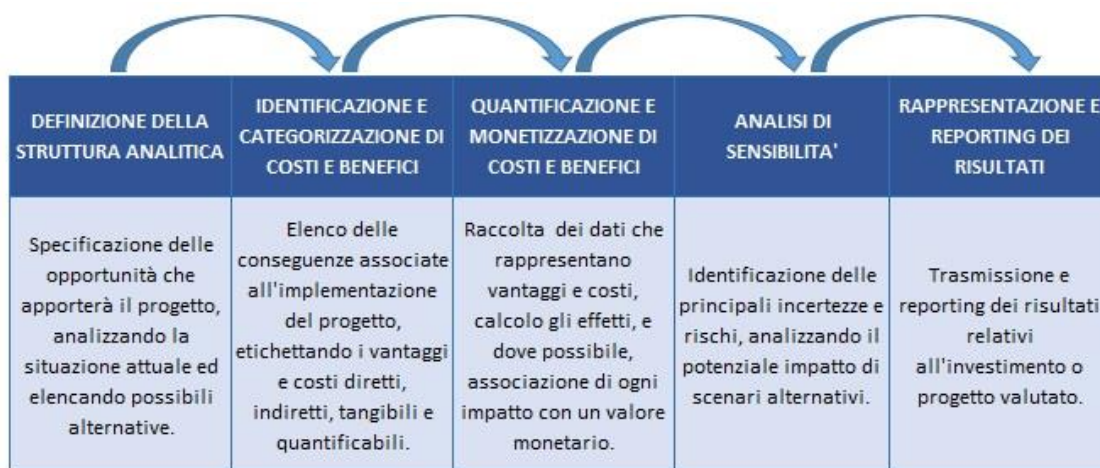 DEFINIZIONE DELLA
STRUTTURA ANALITICA
IDENTIFICAZIONE E
CATEGORIZZAZIONE DI
COSTI E BENEFICI
QUANTIFICAZIONE E
MONETIZZAZIONE DI
COSTI E BENEFICI
ANALISI DI
SENSIBILITA'
RAPPRESENTAZIONE E
REPORTING DEI
RISULTATI
Specificazione delle
opportunità che
apporterà il progetto,
analizzando la
situazione attuale ed
elencando possibili
alternative.
Elenco delle
conseguenze associate
all'implementazione
del progetto,
etichettando i vantaggi
e costi diretti,
indiretti, tangibili e
quantificabili.
Raccolta dei dati che
rappresentano
vantaggi e costi,
calcolo gli effetti, e
dove possibile,
associazione di ogni
impatto con un valore
monetario.
Identificazione delle
principali incertezze e
rischi, analizzando il
potenziale impatto di
scenari alternativi.
Trasmissione e
reporting dei risultati
relativi
all'investimento o
progetto valutato.